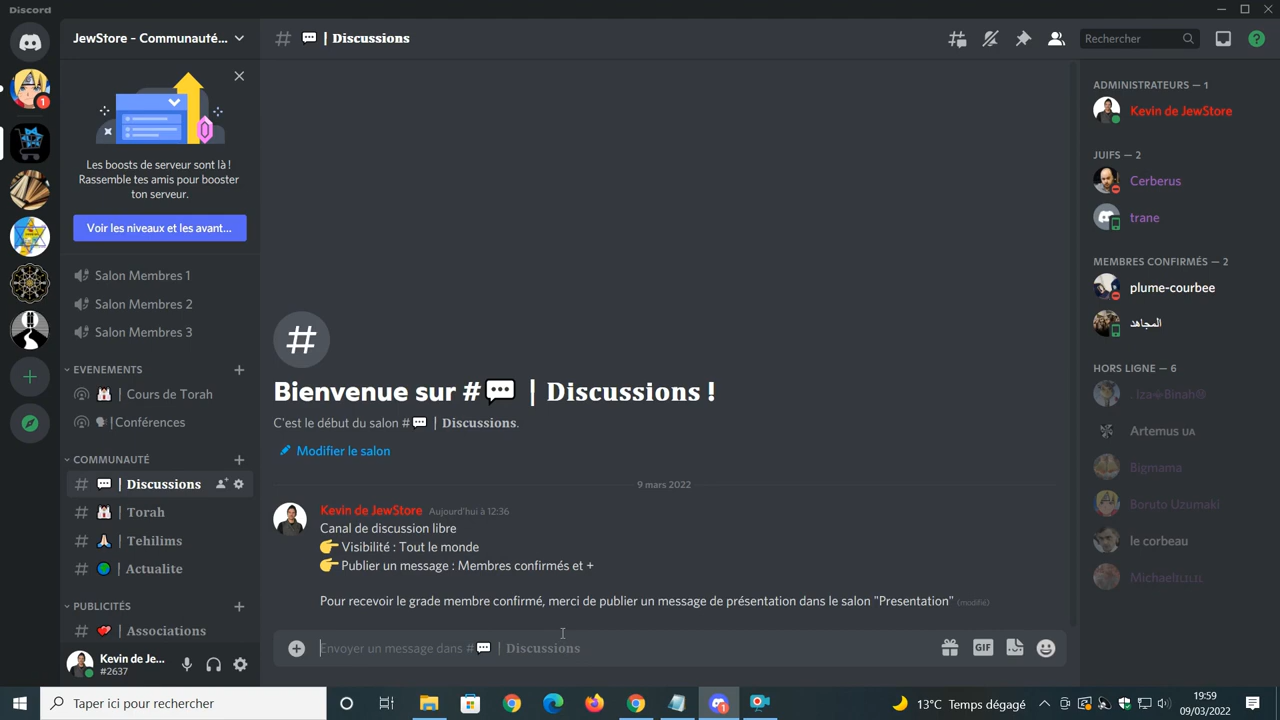 Discord
JewStore – Communauté...
# 💬 | Discussions
Rechercher
Les boosts de serveur sont là !
Rassemble tes amis pour booster
ton serveur.
Voir les niveaux et les avant...
Salon Membres 1
Salon Membres 2
Salon Membres 3
EVENEMENTS
| Cours de Torah
|Conférences
COMMUNAUTÉ
# 💬 | Discussions
# | Torah
# 🙏 | Tehilims
# | Actualite
PUBLICITÉS
# | Associations
Kevin de Je...
#2637
Bienvenue sur #💬 | Discussions !
C'est le début du salon #💬 | Discussions.
Modifier le salon
9 mars 2022
Kevin de JewStore Aujourd'hui à 12:36
Canal de discussion libre
👉 Visibilité : Tout le monde
👉 Publier un message : Membres confirmés et +
Pour recevoir le grade membre confirmé, merci de publier un message de présentation dans le salon "Presentation" (modifié)
Envoyer un message dans #💬 | Discussions
GIF
ADMINISTRATEURS — 1
Kevin de JewStore
JUIFS — 2
Cerberus
trane
MEMBRES CONFIRMÉS — 2
plume-courbee
المجاهد
HORS LIGNE — 6
Artemus UA
Bigmama
Boruto Uzumaki
le corbeau
Taper ici pour rechercher
13°C Temps dégagé
19:59
09/03/2022